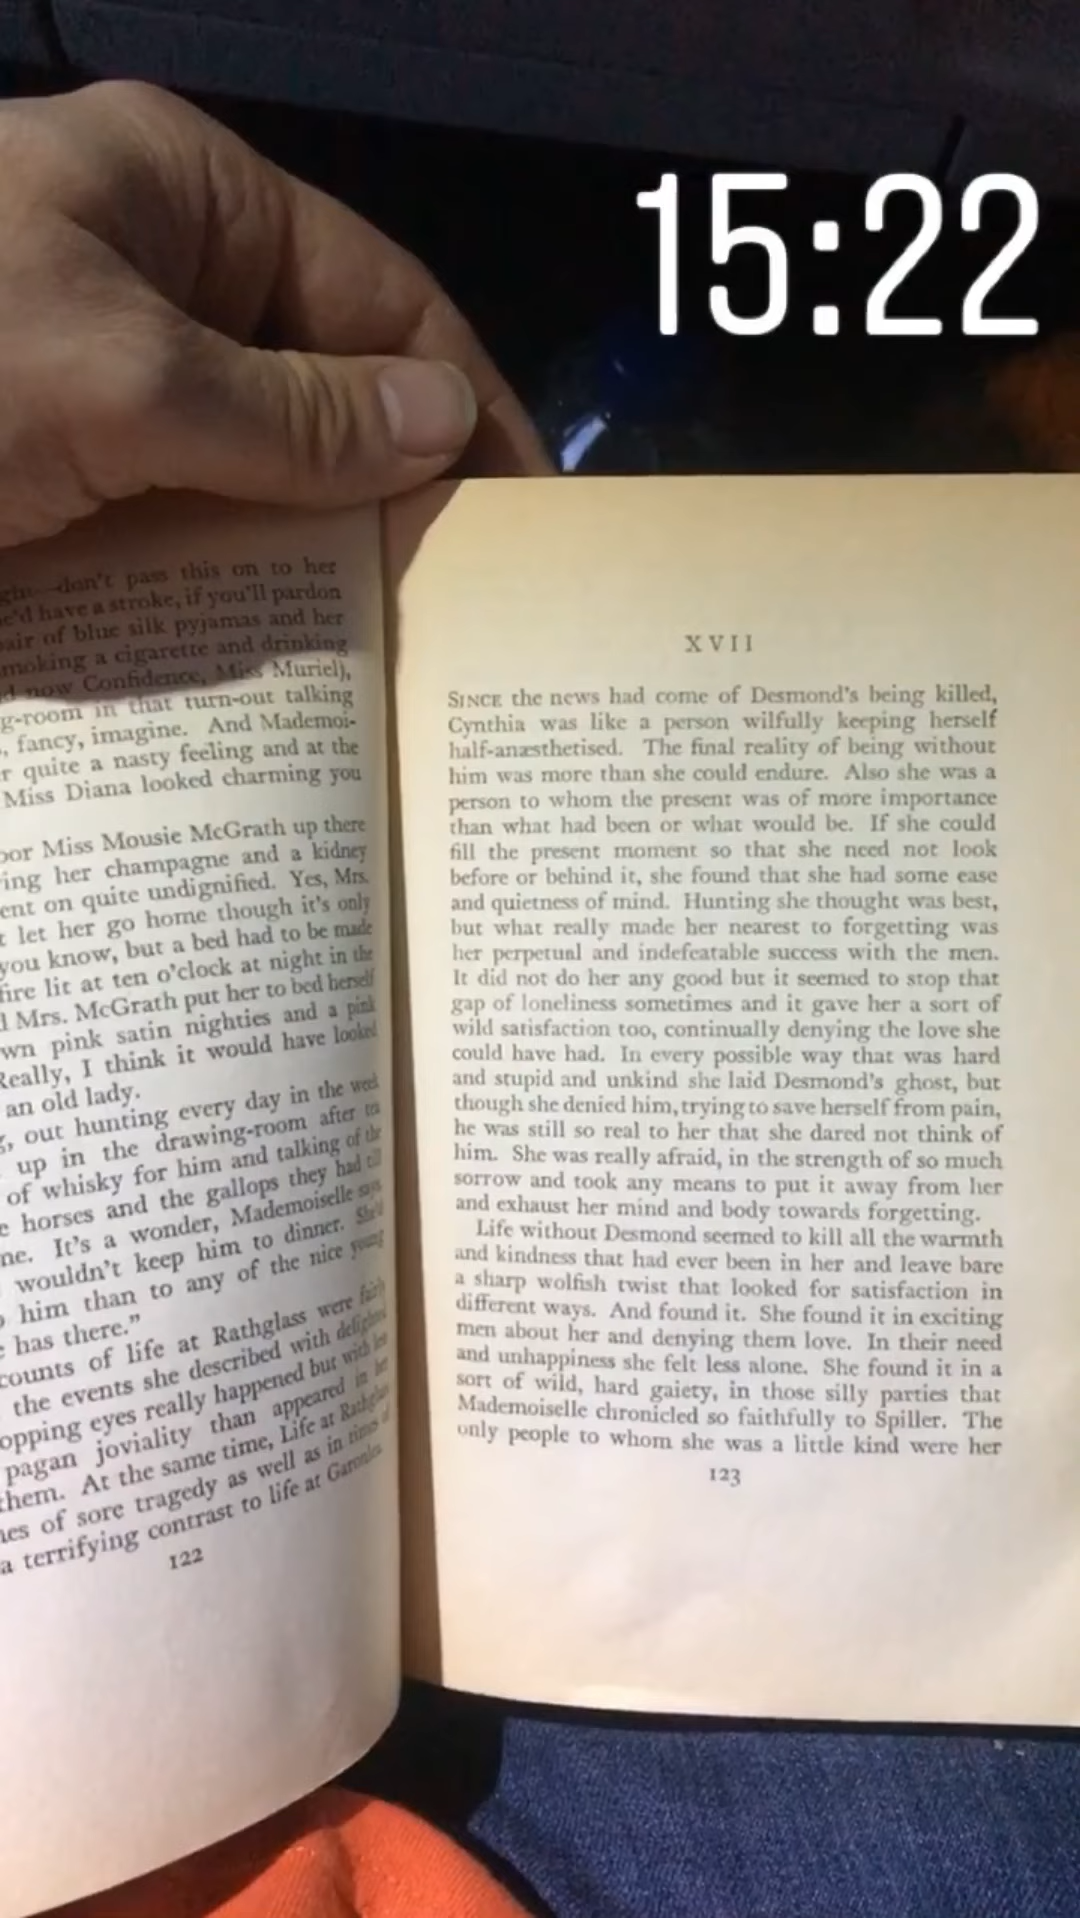 15:22
don't pass this on to her
have a stroke, if you'll pardon
pair of blue silk pyjamas and her
smoking a cigarette and drinking
now Confidence, Miss Muriel),
g-room in that turn-out talking
, fancy, imagine. And Mademoi-
r quite a nasty feeling and at the
Miss Diana looked charming you
oor Miss Mousie McGrath up there
ing her champagne and a kidney
ent on quite undignified. Yes, Mrs.
t let her go home though it's only
you know, but a bed had to be made
fire lit at ten o'clock at night in the
Mrs. McGrath put her to bed herself
wn pink satin nighties and a pink
Really, I think it would have looked
an old lady.
g, out hunting every day in the week
up in the drawing-room after tea
of whisky for him and talking of the
e horses and the gallops they had till
ne. It's a wonder, Mademoiselle says
wouldn't keep him to dinner. She'd
him than to any of the nice young
has there."
counts of life at Rathglass were fairly
the events she described with delighted
opping eyes really happened but with less
pagan joviality than appeared in her
them. At the same time, Life at Rathglass
nes of sore tragedy as well as in times of
a terrifying contrast to life at Garonlea
122
XVII
SINCE the news had come of Desmond's being killed,
Cynthia was like a person wilfully keeping herself
half-anæsthetised. The final reality of being without
him was more than she could endure. Also she was a
person to whom the present was of more importance
than what had been or what would be. If she could
fill the present moment so that she need not look
before or behind it, she found that she had some ease
and quietness of mind. Hunting she thought was best,
but what really made her nearest to forgetting was
her perpetual and indefeatable success with the men.
It did not do her any good but it seemed to stop that
gap of loneliness sometimes and it gave her a sort of
wild satisfaction too, continually denying the love she
could have had. In every possible way that was hard
and stupid and unkind she laid Desmond's ghost, but
though she denied him, trying to save herself from pain,
he was still so real to her that she dared not think of
him. She was really afraid, in the strength of so much
sorrow and took any means to put it away from her
and exhaust her mind and body towards forgetting.
Life without Desmond seemed to kill all the warmth
and kindness that had ever been in her and leave bare
a sharp wolfish twist that looked for satisfaction in
different ways. And found it. She found it in exciting
men about her and denying them love. In their need
and unhappiness she felt less alone. She found it in a
sort of wild, hard gaiety, in those silly parties that
Mademoiselle chronicled so faithfully to Spiller. The
only people to whom she was a little kind were her
123